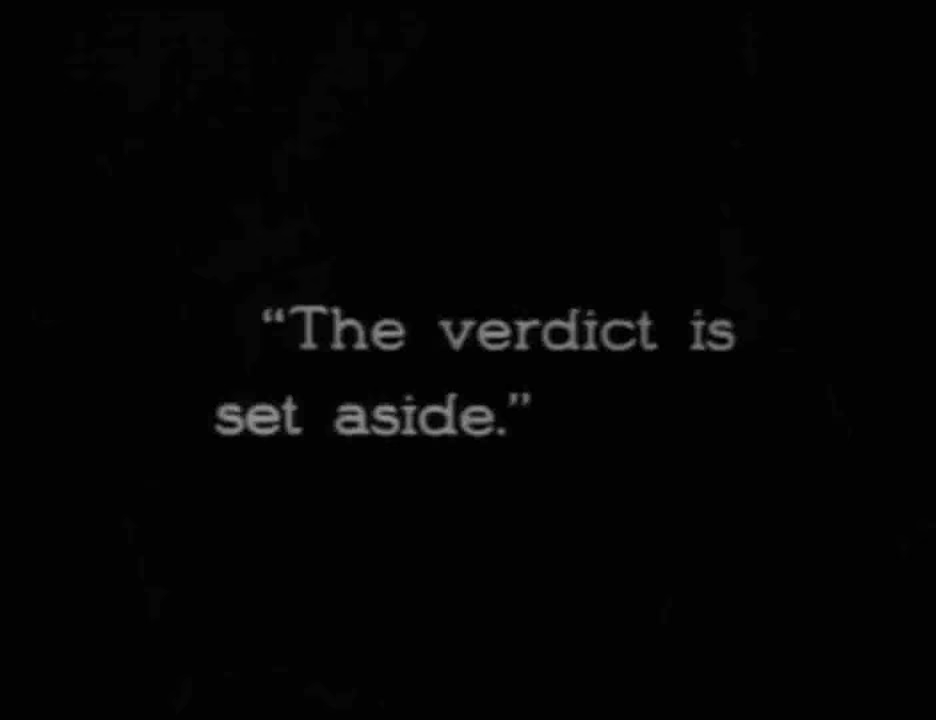 “The verdict is
set aside.”